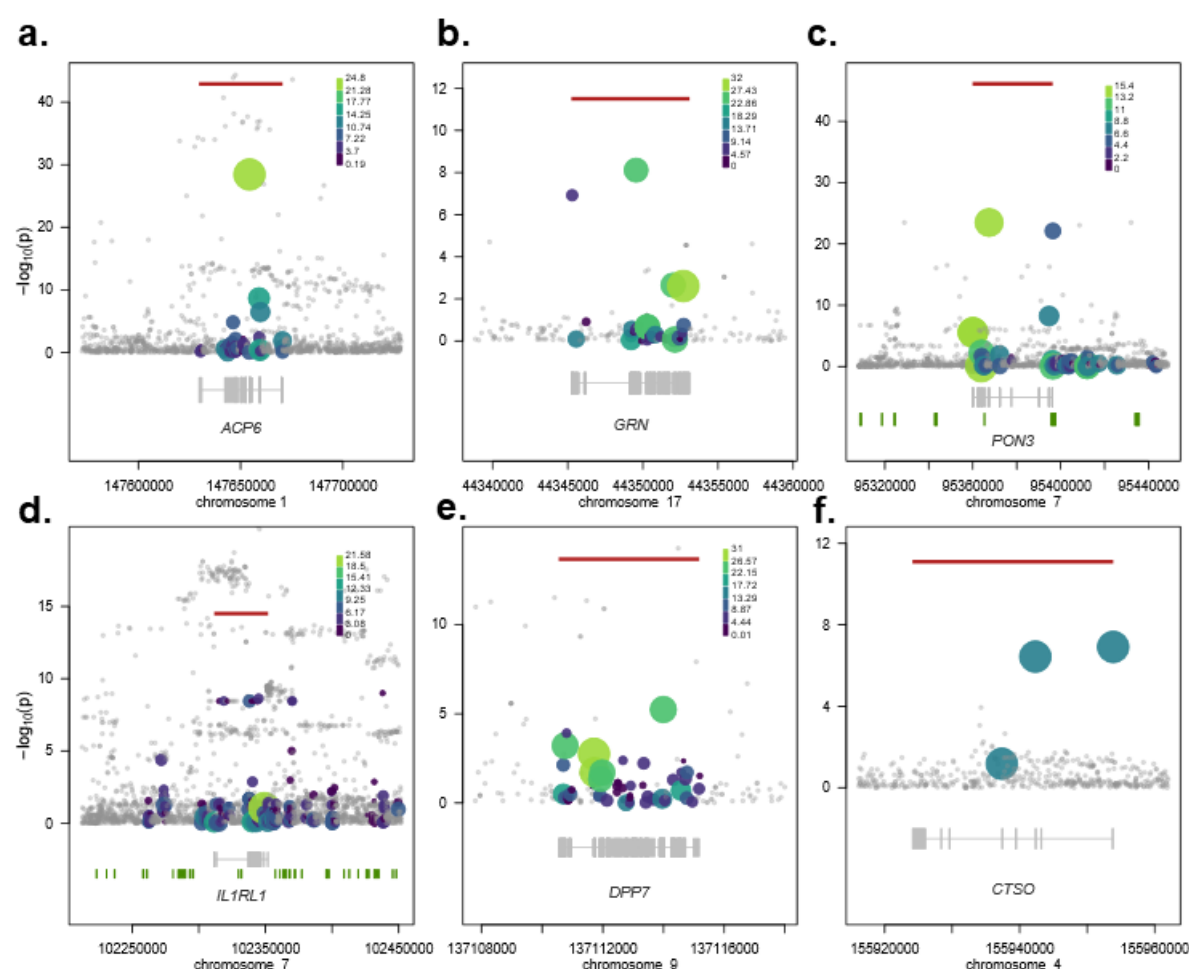 a.
−log10(p)
40
30
20
10
0
24.8
21.28
17.77
14.25
10.74
7.22
3.7
0.19
ACP6
147600000 147650000 147700000
chromosome 1
b.
12
10
8
6
4
2
0
32
27.43
22.86
18.29
13.71
9.14
4.57
0
GRN
44340000 44345000 44350000 44355000 44360000
chromosome 17
c.
40
30
20
10
0
15.4
13.2
11
8.8
6.6
4.4
2.2
0
PON3
95320000 95360000 95400000 95440000
chromosome 7
d.
−log10(p)
15
10
5
0
21.58
18.5
15.41
12.33
9.25
6.17
3.08
0
IL1RL1
102250000 102350000 102450000
chromosome 7
e.
10
5
0
31
26.57
22.15
17.72
13.29
8.87
4.44
0.01
DPP7
137108000 137112000 137116000
chromosome 9
f.
12
8
4
0
CTSO
155920000 155940000 155960000
chromosome 4